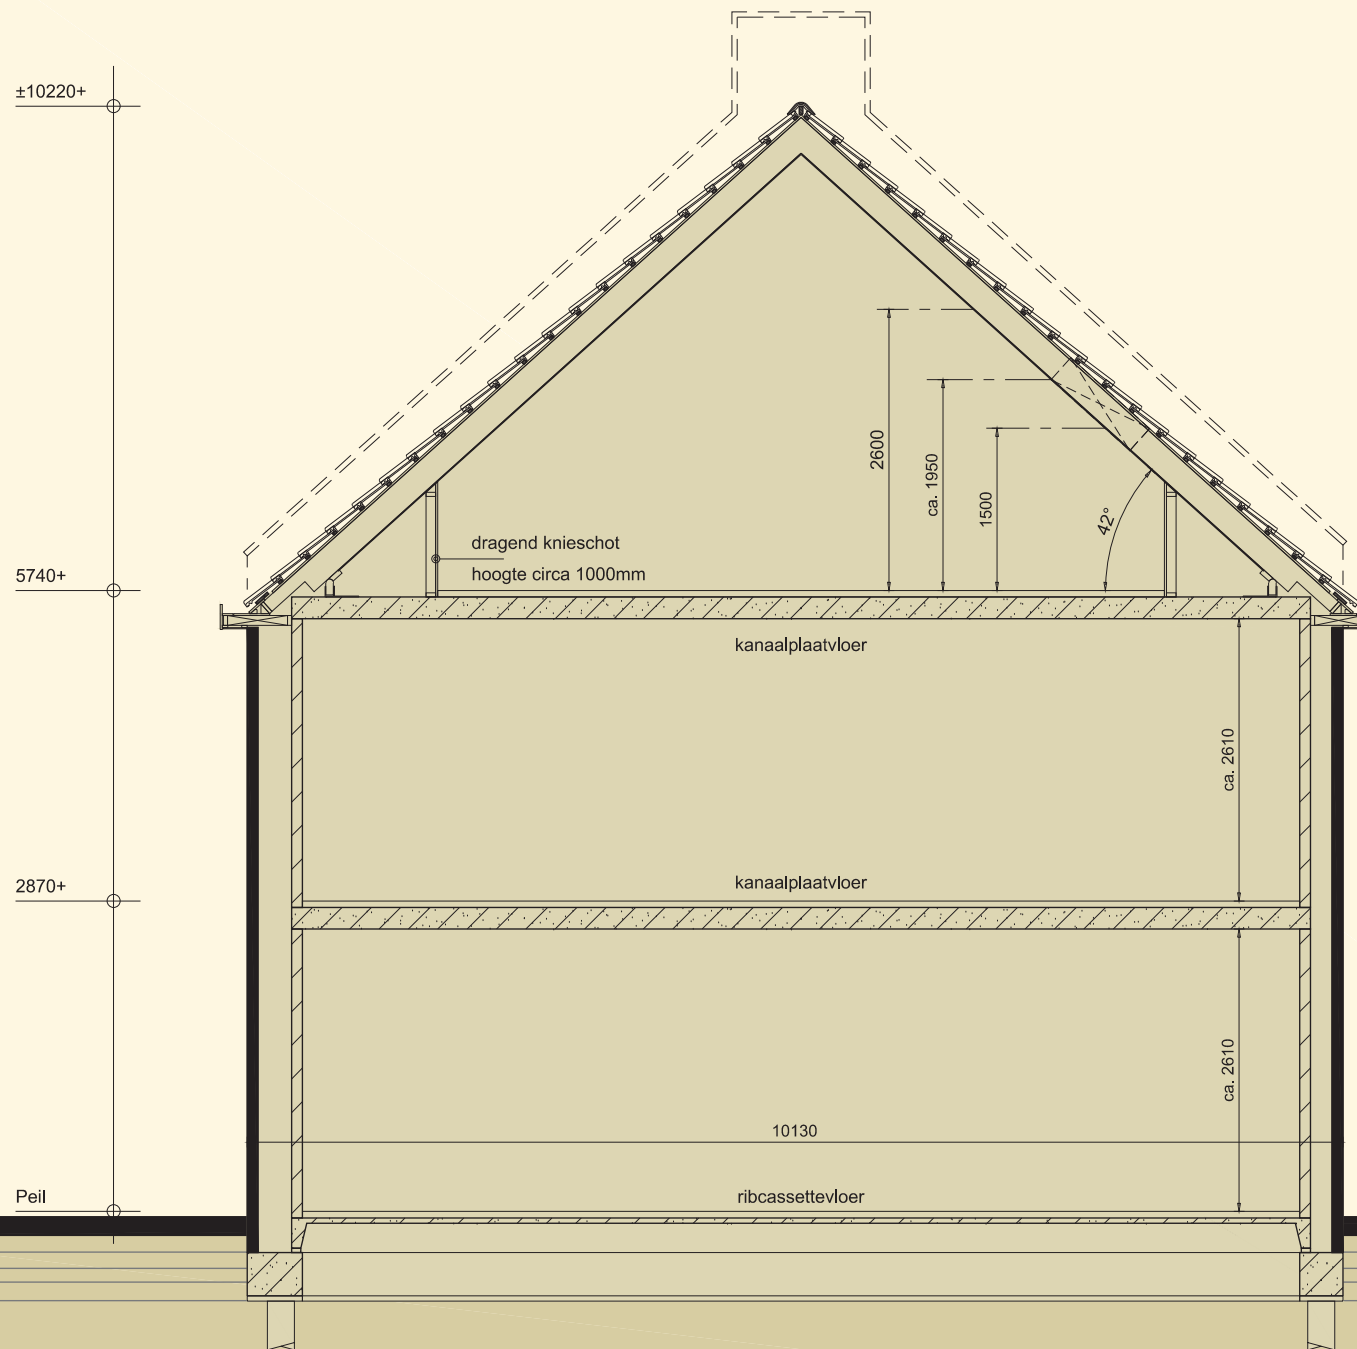 ±10220+
2600
ca. 1950
1500
42°
dragend knieschot
hoogte circa 1000mm
5740+
kanaalplaatvloer
ca. 2610
2870+
kanaalplaatvloer
ca. 2610
10130
Peil
ribcassettevloer